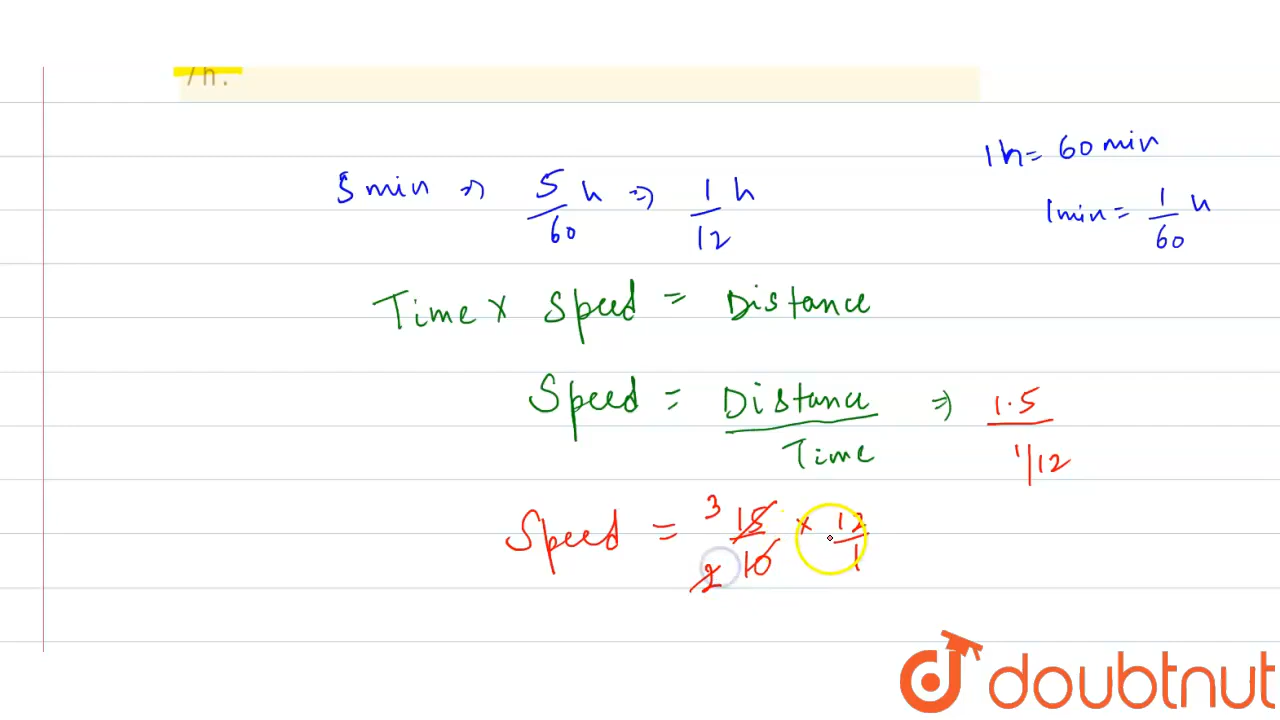 /h.
1h = 60 min
5 min ⇒ 5/60 h ⇒ 1/12 h
1 min = 1/60 h
Time × Speed = Distance
Speed = Distance/Time ⇒ 1.5 / 1/12
Speed = 3 15/10 2 × 12/1
doubtnut